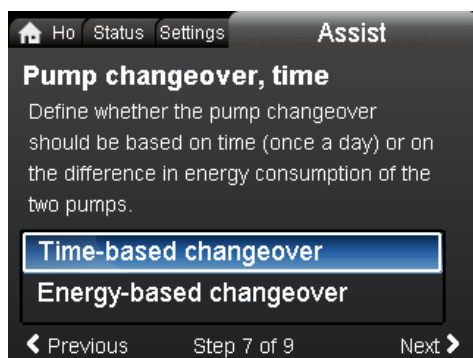 Ho Status Settings Assist
Pump changeover, time
Define whether the pump changeover
should be based on time (once a day) or on
the difference in energy consumption of the
two pumps.
Time-based changeover
Energy-based changeover
Previous Step 7 of 9 Next